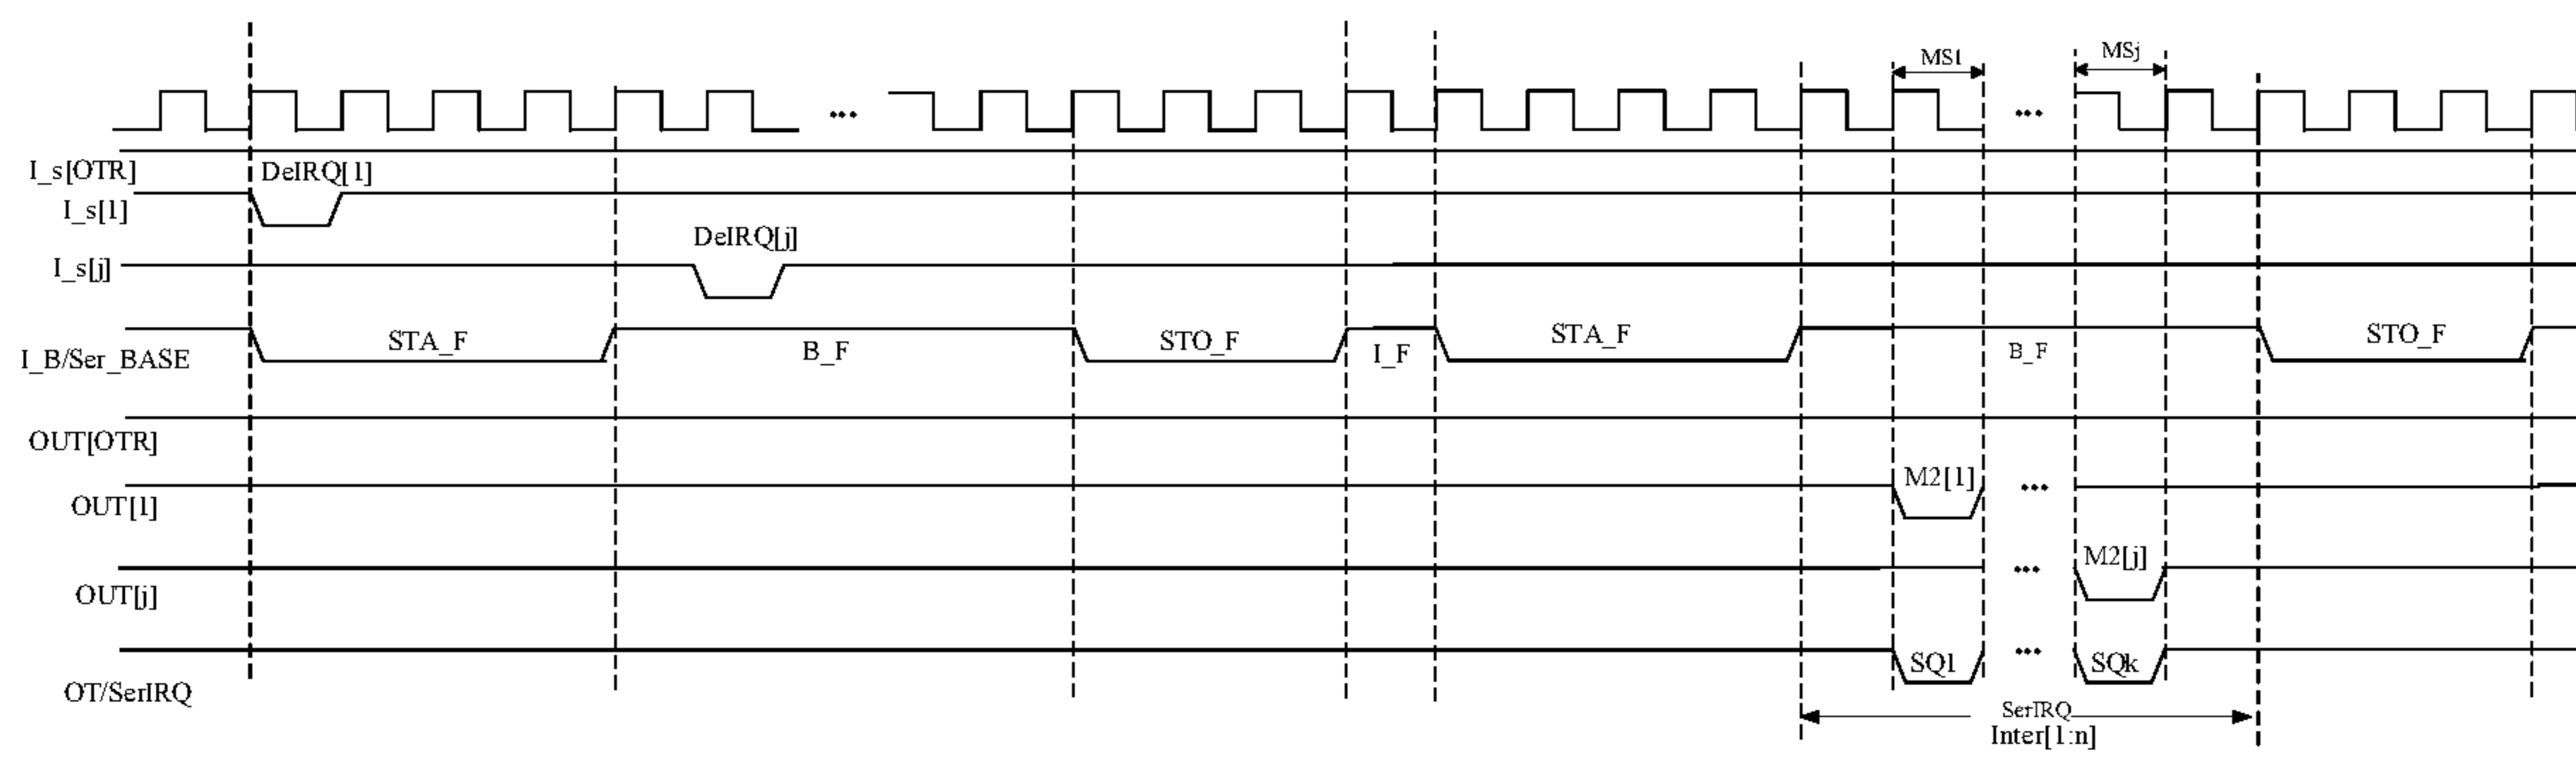 MS1
MSj
...
...
I_s[OTR]
DeIRQ[1]
I_s[1]
DeIRQ[j]
I_s[j]
STA_F
B_F
STO_F
I_F
STA_F
B_F
STO_F
I_B/Ser_BASE
OUT[OTR]
M2[1]
...
OUT[1]
M2[j]
...
OUT[j]
SQ1
...
SQk
OT/SerIRQ
SerIRQ
Inter[1:n]